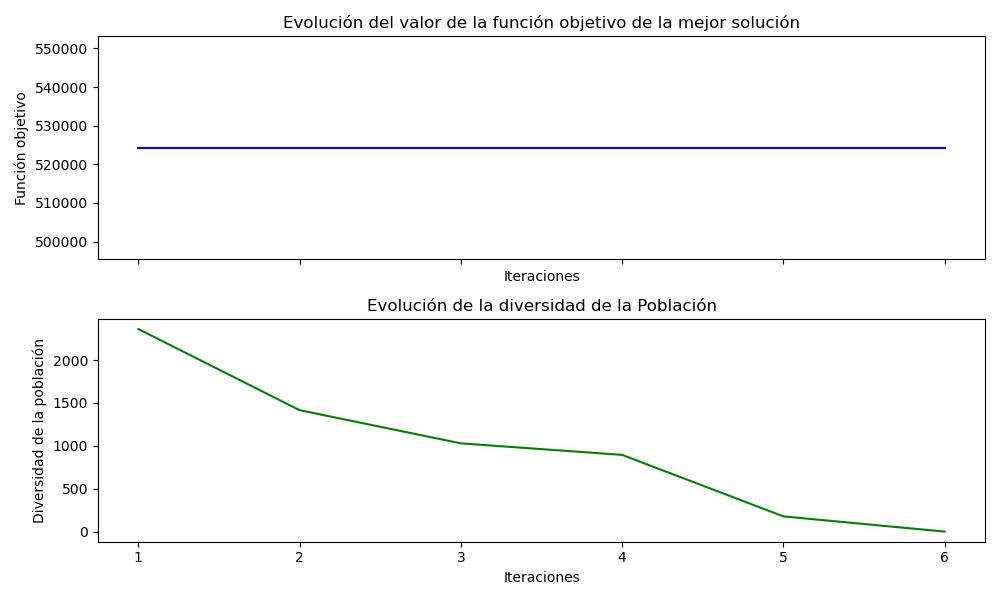 Evolución del valor de la función objetivo de la mejor solución
Función objetivo
550000
540000
530000
520000
510000
500000
Iteraciones
Evolución de la diversidad de la Población
Diversidad de la población
2000
1500
1000
500
0
1 2 3 4 5 6
Iteraciones